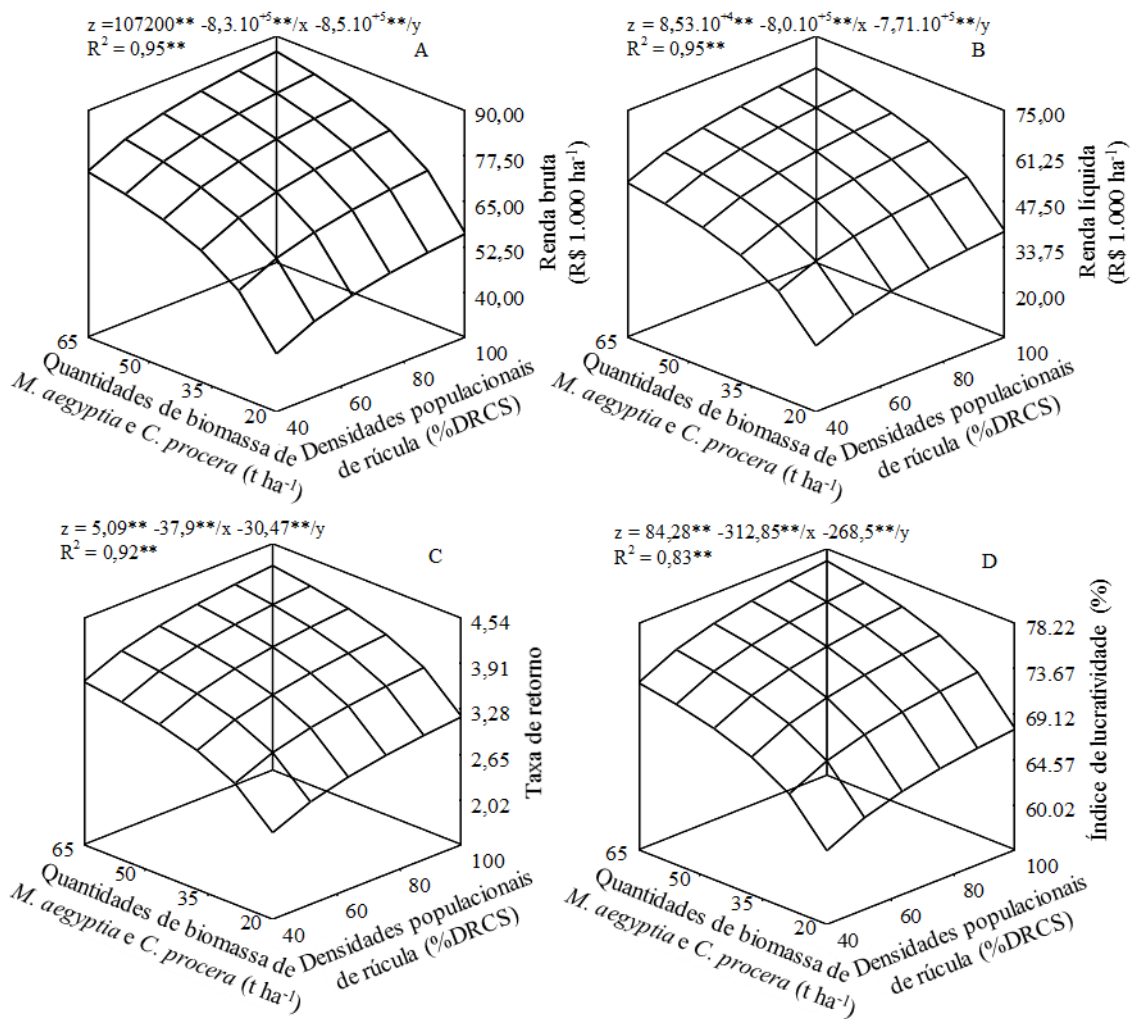 z =107200** -8,3.10⁺⁵**/x -8,5.10⁺⁵**/y
R² = 0,95**
A
90,00
77,50
65,00
52,50
40,00
Renda bruta
(R$ 1.000 ha⁻¹)
65
50
35
20
Quantidades de biomassa de
M. aegyptia e C. procera (t ha⁻¹)
40
60
80
100
Densidades populacionais
de rúcula (%DRCS)
z = 8,53.10⁺⁴** -8,0.10⁺⁵**/x -7,71.10⁺⁵**/y
R² = 0,95**
B
75,00
61,25
47,50
33,75
20,00
Renda líquida
(R$ 1.000 ha⁻¹)
65
50
35
20
Quantidades de biomassa de
M. aegyptia e C. procera (t ha⁻¹)
40
60
80
100
Densidades populacionais
de rúcula (%DRCS)
z = 5,09** -37,9**/x -30,47**/y
R² = 0,92**
C
4,54
3,91
3,28
2,65
2,02
Taxa de retorno
65
50
35
20
Quantidades de biomassa de
M. aegyptia e C. procera (t ha⁻¹)
40
60
80
100
Densidades populacionais
de rúcula (%DRCS)
z = 84,28** -312,85**/x -268,5**/y
R² = 0,83**
D
78.22
73.67
69.12
64.57
60.02
Índice de lucratividade (%)
65
50
35
20
Quantidades de biomassa de
M. aegyptia e C. procera (t ha⁻¹)
40
60
80
100
Densidades populacionais
de rúcula (%DRCS)